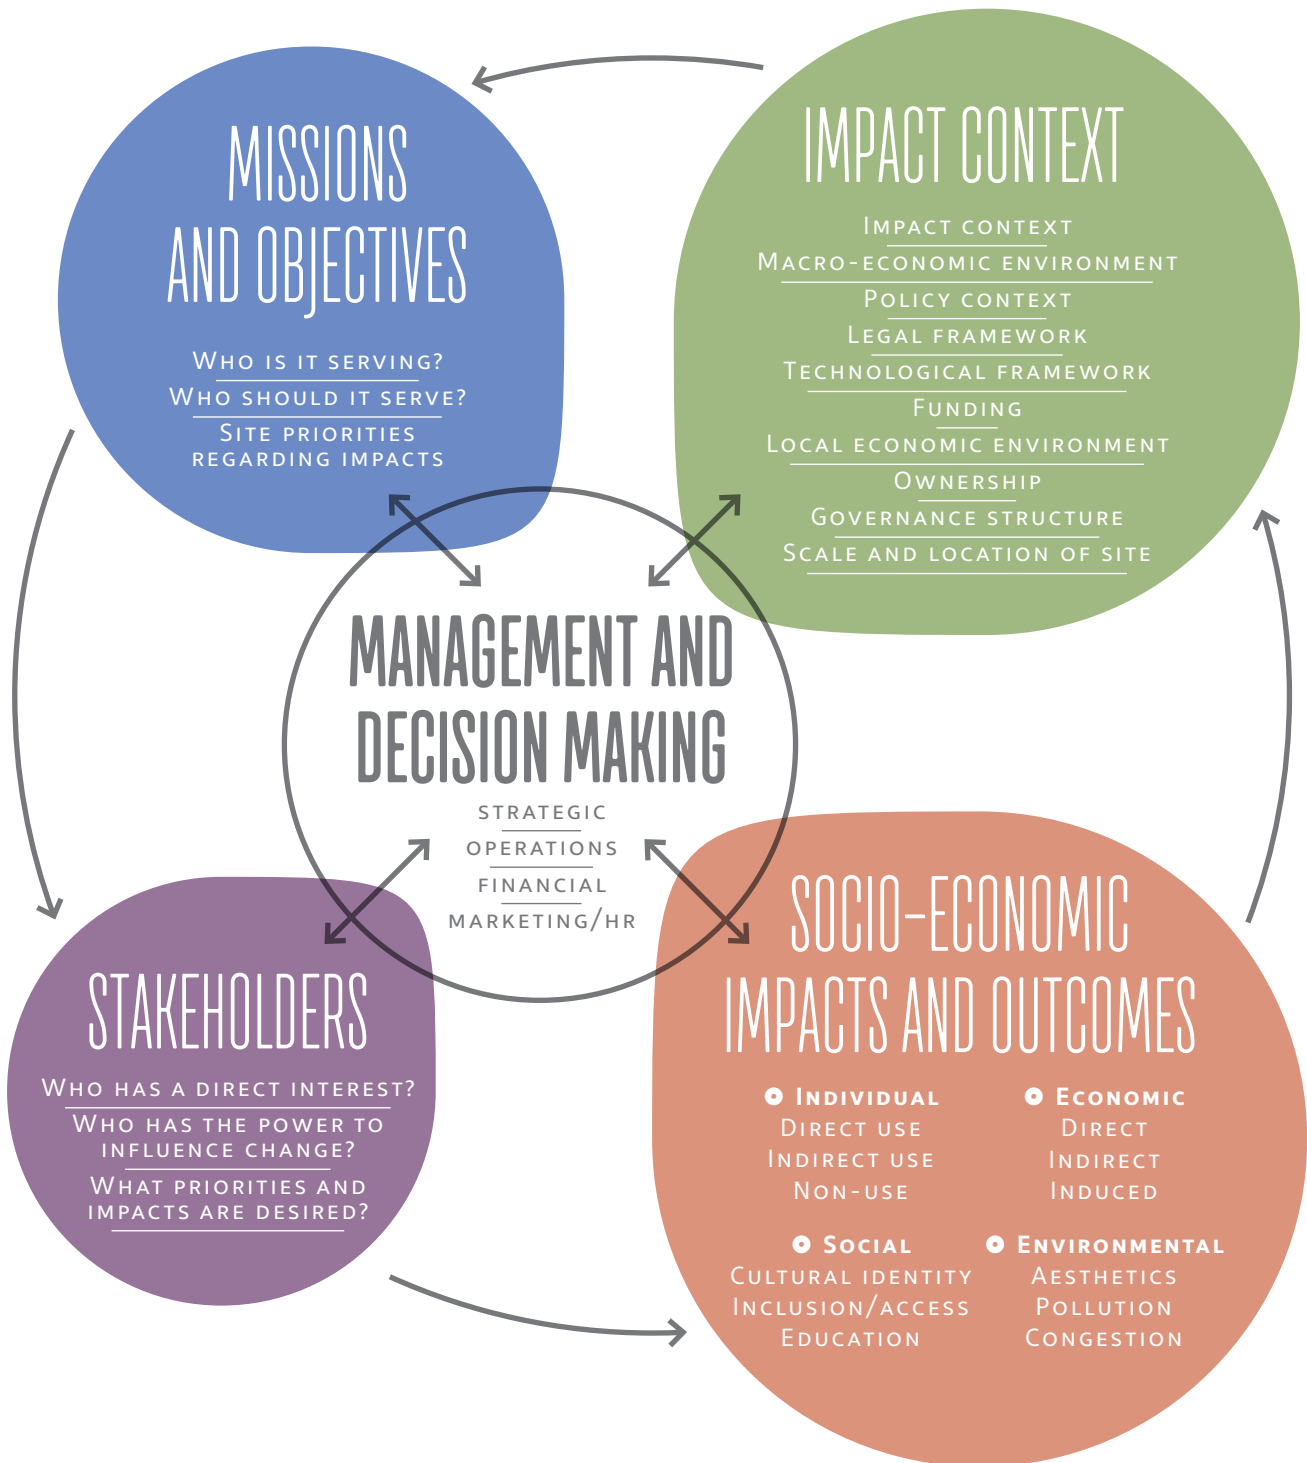 MISSIONS
AND OBJECTIVES
Who is it serving?
Who should it serve?
Site priorities
regarding impacts
IMPACT CONTEXT
Impact context
Macro-economic environment
Policy context
Legal framework
Technological framework
Funding
Local economic environment
Ownership
Governance structure
Scale and location of site
MANAGEMENT AND
DECISION MAKING
strategic
operations
financial
marketing/hr
STAKEHOLDERS
Who has a direct interest?
Who has the power to
influence change?
What priorities and
impacts are desired?
SOCIO-ECONOMIC
IMPACTS AND OUTCOMES
Individual
Direct use
Indirect use
Non-use
Economic
Direct
Indirect
Induced
Social
Cultural identity
Inclusion/access
Education
Environmental
Aesthetics
Pollution
Congestion